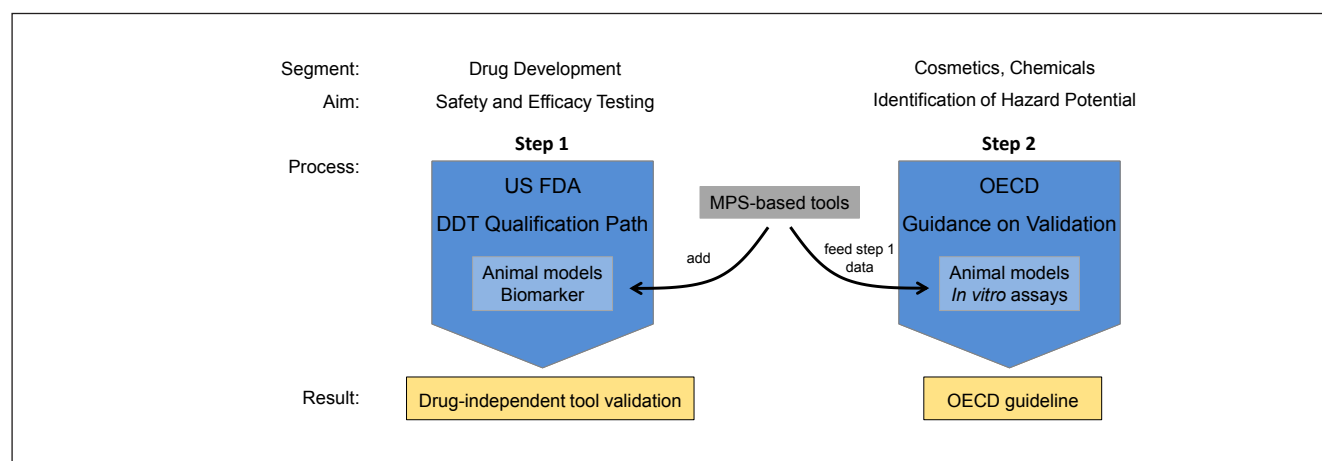 Segment: Drug Development Cosmetics, Chemicals
Aim: Safety and Efficacy Testing Identification of Hazard Potential
Step 1 Step 2
Process:
US FDA
DDT Qualification Path
Animal models
Biomarker
MPS-based tools
add
feed step 1
data
OECD
Guidance on Validation
Animal models
In vitro assays
Result: Drug-independent tool validation OECD guideline